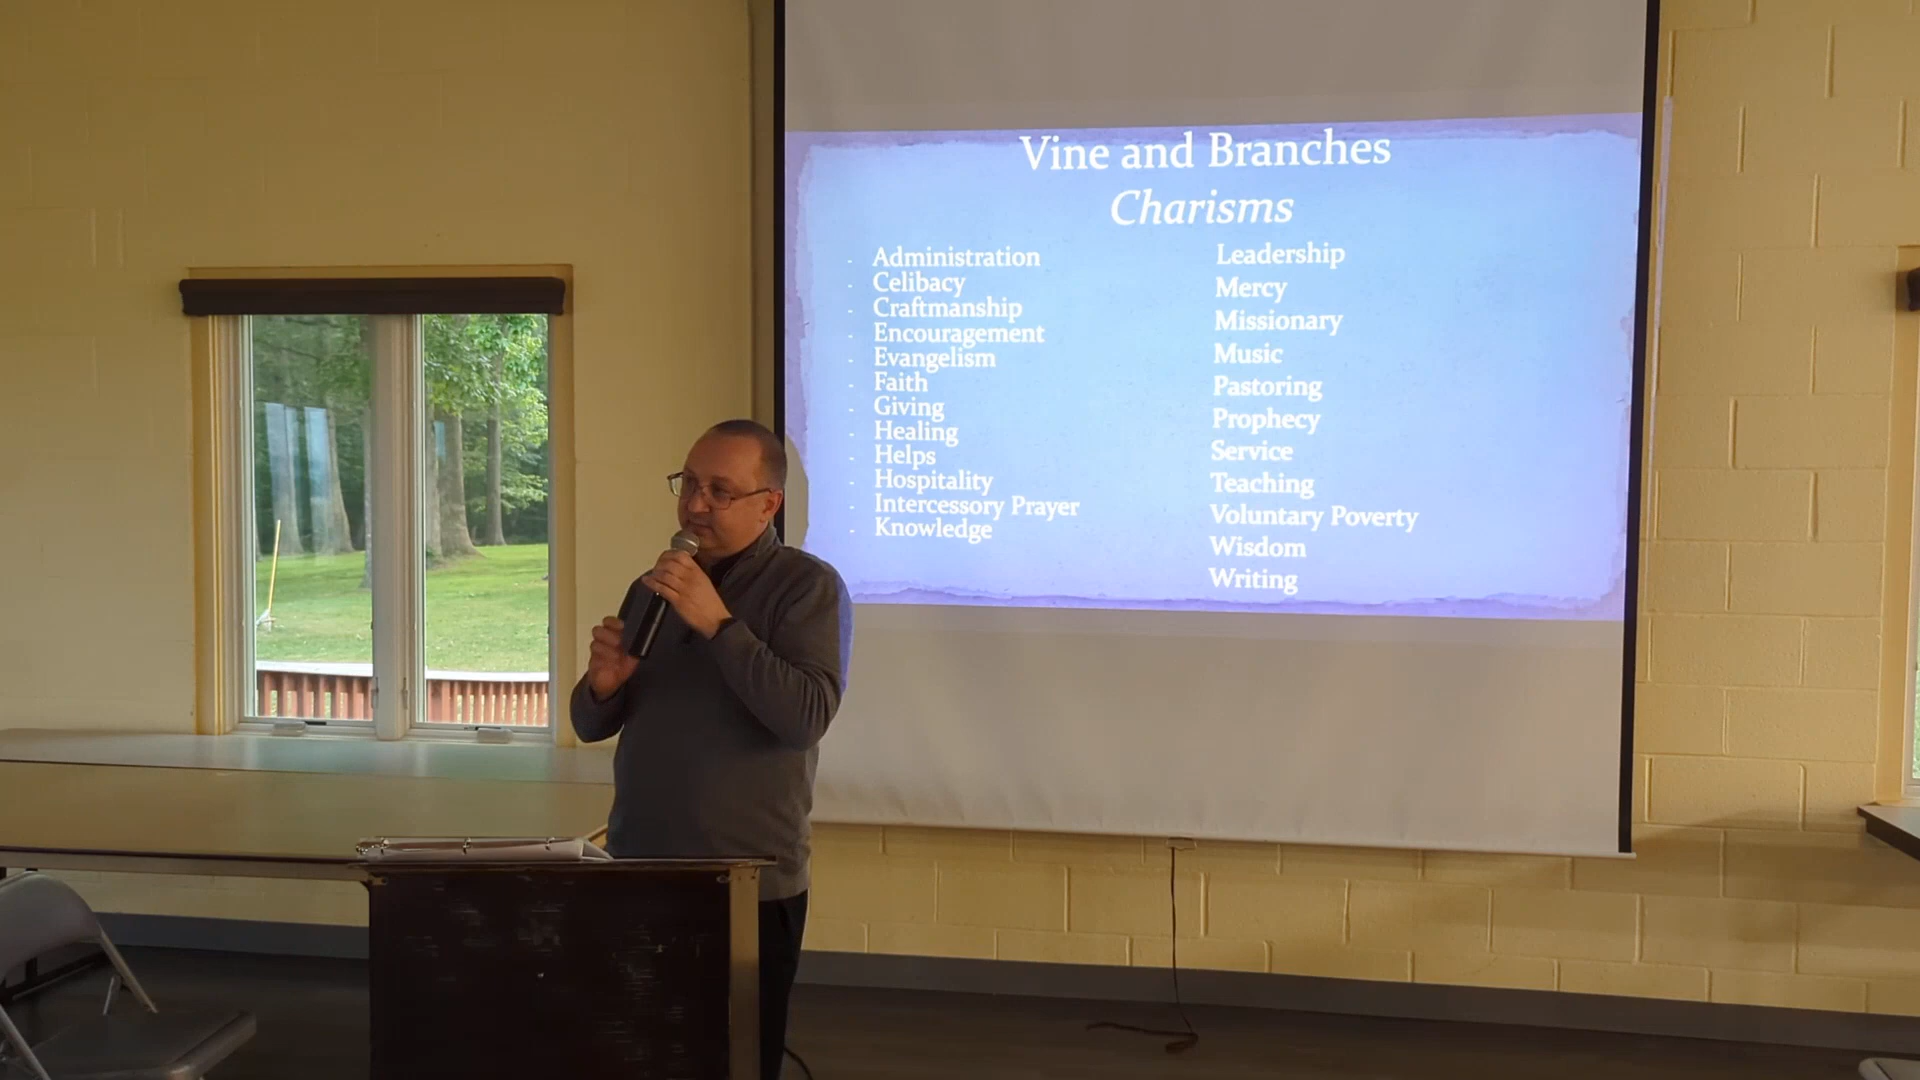 Vine and Branches
Charisms
- Administration
- Celibacy
- Craftmanship
- Encouragement
- Evangelism
- Faith
- Giving
- Healing
- Helps
- Hospitality
- Intercessory Prayer
- Knowledge
Leadership
Mercy
Missionary
Music
Pastoring
Prophecy
Service
Teaching
Voluntary Poverty
Wisdom
Writing